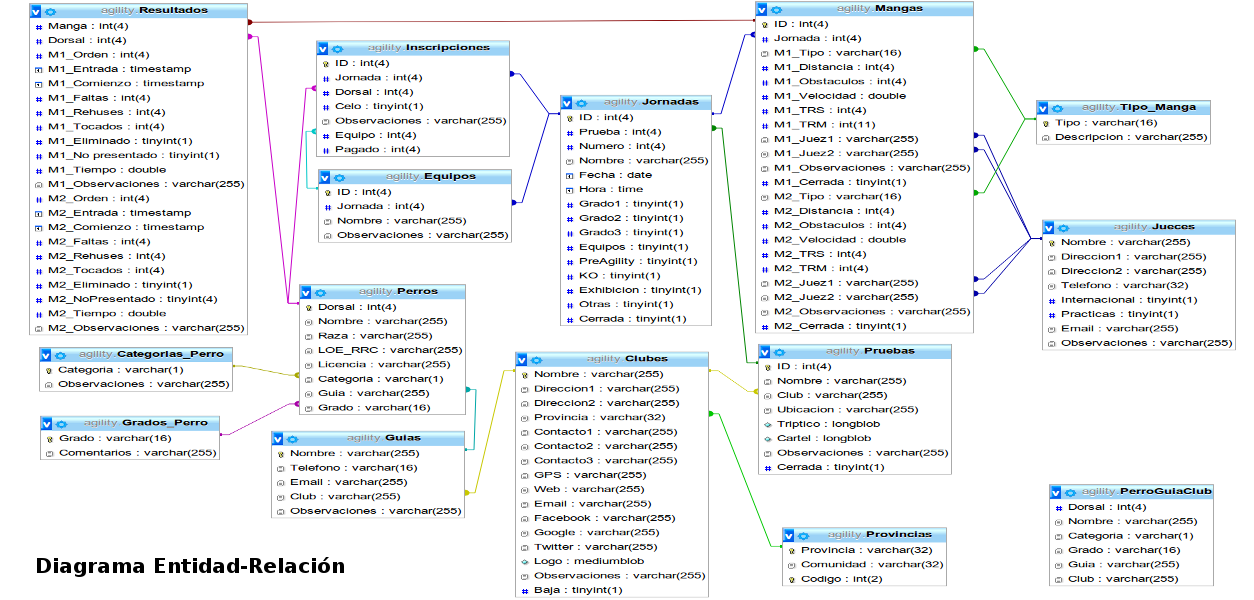 agility.Resultados
Manga : int(4)
Dorsal : int(4)
M1_Orden : int(4)
M1_Entrada : timestamp
M1_Comienzo : timestamp
M1_Faltas : int(4)
M1_Rehuses : int(4)
M1_Tocados : int(4)
M1_Eliminado : tinyint(1)
M1_No presentado : tinyint(1)
M1_Tiempo : double
M1_Observaciones : varchar(255)
M2_Orden : int(4)
M2_Entrada : timestamp
M2_Comienzo : timestamp
M2_Faltas : int(4)
M2_Rehuses : int(4)
M2_Tocados : int(4)
M2_Eliminado : tinyint(1)
M2_NoPresentado : tinyint(4)
M2_Tiempo : double
M2_Observaciones : varchar(255)
agility.Categorias_Perro
Categoria : varchar(1)
Observaciones : varchar(255)
agility.Grados_Perro
Grado : varchar(16)
Comentarios : varchar(255)
agility.Inscripciones
ID : int(4)
Jornada : int(4)
Dorsal : int(4)
Celo : tinyint(1)
Observaciones : varchar(255)
Equipo : int(4)
Pagado : int(4)
agility.Equipos
ID : int(4)
Jornada : int(4)
Nombre : varchar(255)
Observaciones : varchar(255)
agility.Perros
Dorsal : int(4)
Nombre : varchar(255)
Raza : varchar(255)
LOE_RRC : varchar(255)
Licencia : varchar(255)
Categoria : varchar(1)
Guia : varchar(255)
Grado : varchar(16)
agility.Guias
Nombre : varchar(255)
Telefono : varchar(16)
Email : varchar(255)
Club : varchar(255)
Observaciones : varchar(255)
agility.Jornadas
ID : int(4)
Prueba : int(4)
Numero : int(4)
Nombre : varchar(255)
Fecha : date
Hora : time
Grado1 : tinyint(1)
Grado2 : tinyint(1)
Grado3 : tinyint(1)
Equipos : tinyint(1)
PreAgility : tinyint(1)
KO : tinyint(1)
Exhibicion : tinyint(1)
Otras : tinyint(1)
Cerrada : tinyint(1)
agility.Clubes
Nombre : varchar(255)
Direccion1 : varchar(255)
Direccion2 : varchar(255)
Provincia : varchar(32)
Contacto1 : varchar(255)
Contacto2 : varchar(255)
Contacto3 : varchar(255)
GPS : varchar(255)
Web : varchar(255)
Email : varchar(255)
Facebook : varchar(255)
Google : varchar(255)
Twitter : varchar(255)
Logo : mediumblob
Observaciones : varchar(255)
Baja : tinyint(1)
agility.Mangas
ID : int(4)
Jornada : int(4)
M1_Tipo : varchar(16)
M1_Distancia : int(4)
M1_Obstaculos : int(4)
M1_Velocidad : double
M1_TRS : int(4)
M1_TRM : int(11)
M1_Juez1 : varchar(255)
M1_Juez2 : varchar(255)
M1_Observaciones : varchar(255)
M1_Cerrada : tinyint(1)
M2_Tipo : varchar(16)
M2_Distancia : int(4)
M2_Obstaculos : int(4)
M2_Velocidad : double
M2_TRS : int(4)
M2_TRM : int(4)
M2_Juez1 : varchar(255)
M2_Juez2 : varchar(255)
M2_Observaciones : varchar(255)
M2_Cerrada : tinyint(1)
agility.Pruebas
ID : int(4)
Nombre : varchar(255)
Club : varchar(255)
Ubicacion : varchar(255)
Triptico : longblob
Cartel : longblob
Observaciones : varchar(255)
Cerrada : tinyint(1)
agility.Provincias
Provincia : varchar(32)
Comunidad : varchar(32)
Codigo : int(2)
agility.Tipo_Manga
Tipo : varchar(16)
Descripcion : varchar(255)
agility.Jueces
Nombre : varchar(255)
Direccion1 : varchar(255)
Direccion2 : varchar(255)
Telefono : varchar(32)
Internacional : tinyint(1)
Practicas : tinyint(1)
Email : varchar(255)
Observaciones : varchar(255)
agility.PerroGuiaClub
Dorsal : int(4)
Nombre : varchar(255)
Categoria : varchar(1)
Grado : varchar(16)
Guia : varchar(255)
Club : varchar(255)
Diagrama Entidad-Relación